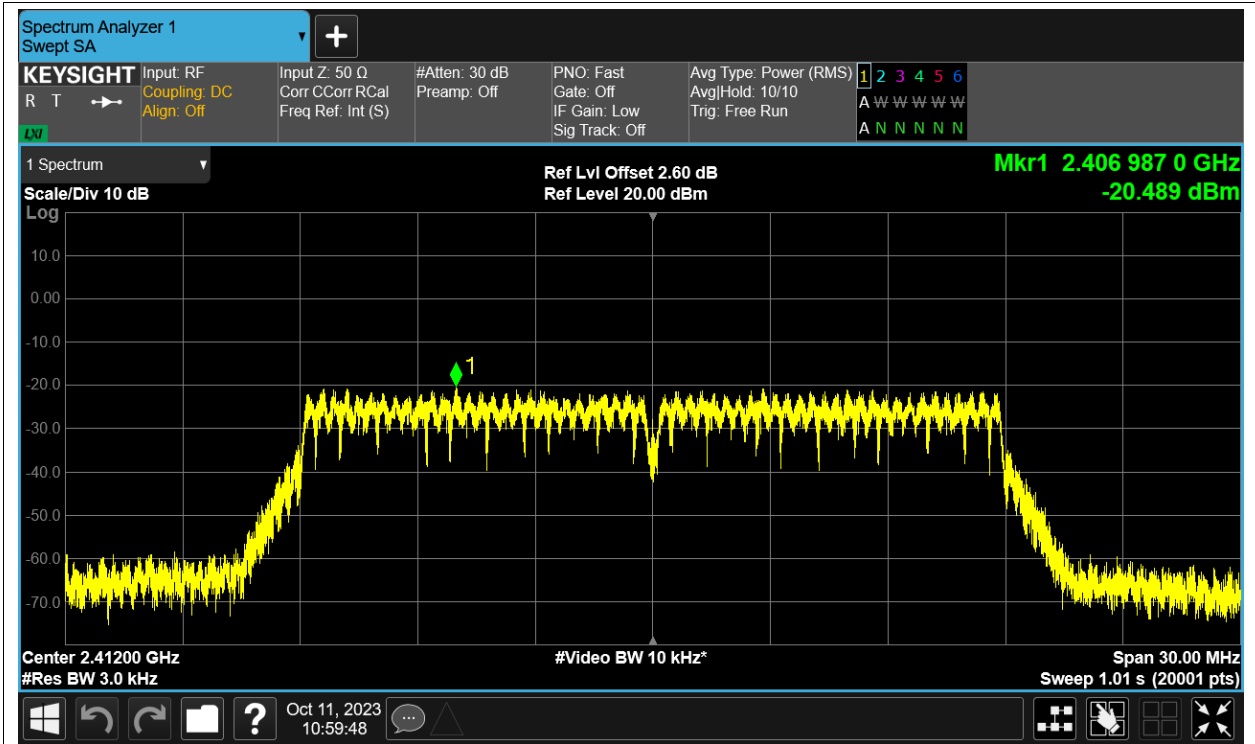 Spectrum Analyzer 1
Swept SA
+
KEYSIGHT
R T
LXI
Input: RF
Coupling: DC
Align: Off
Input Z: 50 Ω
Corr CCorr RCal
Freq Ref: Int (S)
#Atten: 30 dB
Preamp: Off
PNO: Fast
Gate: Off
IF Gain: Low
Sig Track: Off
Avg Type: Power (RMS)
Avg|Hold: 10/10
Trig: Free Run
1 2 3 4 5 6
A W W W W W
A N N N N N
1 Spectrum
Scale/Div 10 dB
Log
Ref Lvl Offset 2.60 dB
Ref Level 20.00 dBm
Mkr1 2.406 987 0 GHz
-20.489 dBm
10.0
0.00
-10.0
-20.0
-30.0
-40.0
-50.0
-60.0
-70.0
1
Center 2.41200 GHz
#Res BW 3.0 kHz
#Video BW 10 kHz*
Span 30.00 MHz
Sweep 1.01 s (20001 pts)
?
Oct 11, 2023
10:59:48